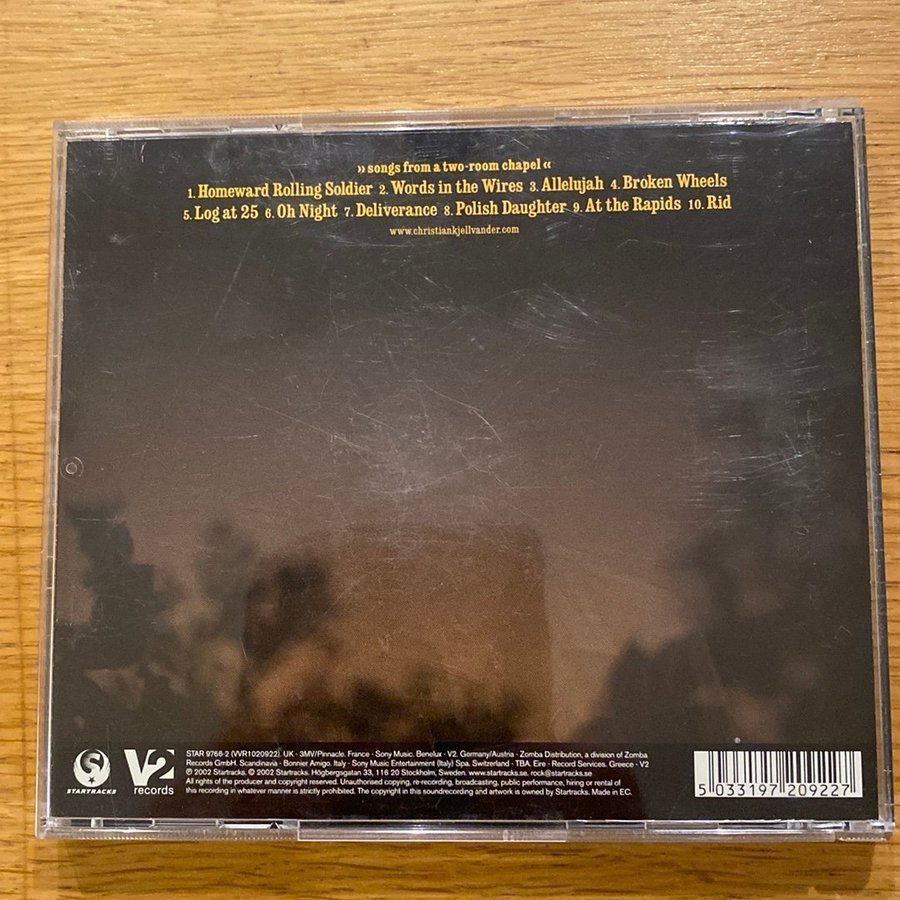 » songs from a two-room chapel «
1. Homeward Rolling Soldier 2. Words in the Wires 3. Allelujah 4. Broken Wheels
5. Log at 25 6. Oh Night 7. Deliverance 8. Polish Daughter 9. At the Rapids 10. Rid
www.christiankjellvander.com
STARTRACKS
V2
records
STAR 9766-2 (VVR1020922). UK - 3MV/Pinnacle. France - Sony Music. Benelux - V2. Germany/Austria - Zomba Distribution, a division of Zomba
Records GmbH. Scandinavia - Bonnier Amigo. Italy - Sony Music Entertainment (Italy) Spa. Switzerland - TBA. Eire - Record Services. Greece - V2
℗ 2002 Startracks. © 2002 Startracks. Högbergsgatan 33, 116 20 Stockholm, Sweden. www.startracks.se. rock@startracks.se
All rights of the producer and copyright reserved. Unauthorised copying, re-recording, broadcasting, public performance, hiring or rental of
this recording in whatever manner is strictly prohibited. The copyright in this soundrecording and artwork is owned by Startracks. Made in EC.
5 033197 209227